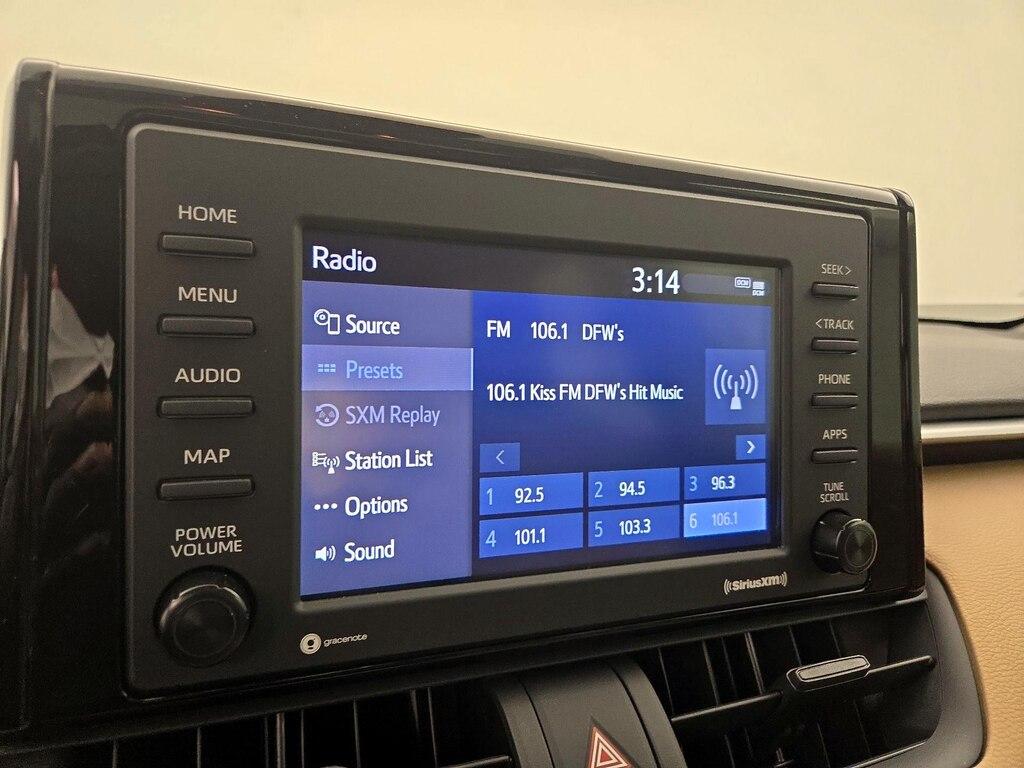 HOME
MENU
AUDIO
MAP
POWER
VOLUME
Radio
3:14
DCM
DCM
Source
Presets
SXM Replay
Station List
Options
Sound
FM 106.1 DFW's
106.1 Kiss FM DFW's Hit Music
< >
1 92.5 2 94.5 3 96.3
4 101.1 5 103.3 6 106.1
SEEK >
< TRACK
PHONE
APPS
TUNE
SCROLL
gracenote
((SiriusXM))